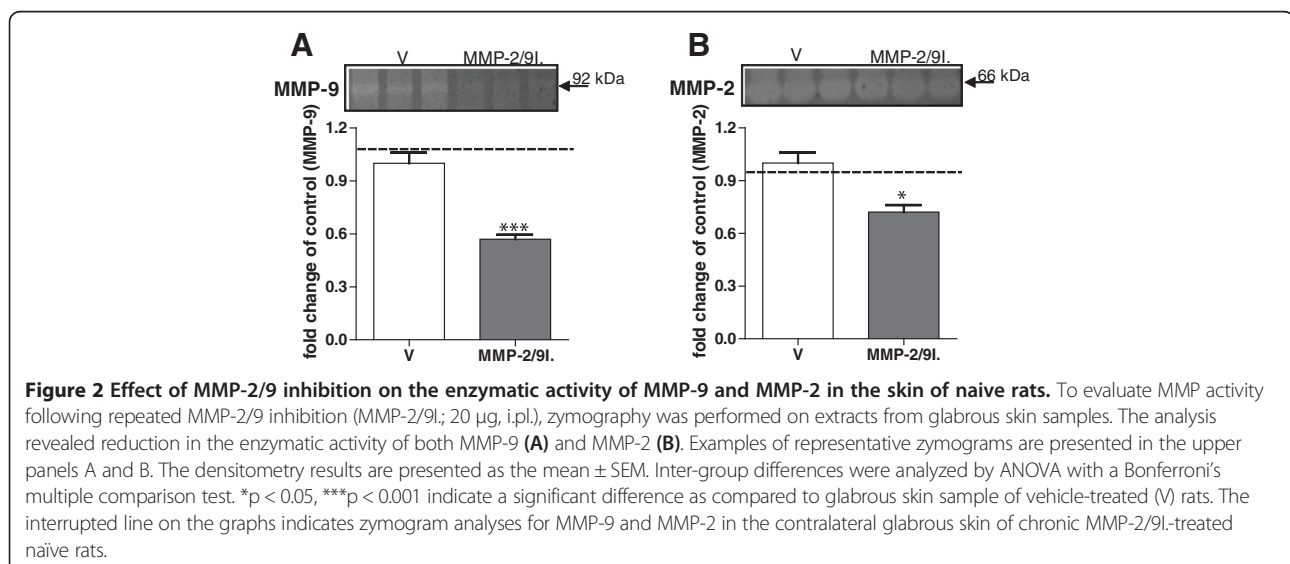 A
B
V MMP-2/9I.
V MMP-2/9I.
MMP-9
92 kDa
MMP-2
66 kDa
fold change of control (MMP-9)
1.2
0.9
0.6
0.3
0.0
***
V MMP-2/9I.
fold change of control (MMP-2)
1.2
0.9
0.6
0.3
0.0
*
V MMP-2/9I.
Figure 2 Effect of MMP-2/9 inhibition on the enzymatic activity of MMP-9 and MMP-2 in the skin of naive rats. To evaluate MMP activity
following repeated MMP-2/9 inhibition (MMP-2/9I.; 20 μg, i.pl.), zymography was performed on extracts from glabrous skin samples. The analysis
revealed reduction in the enzymatic activity of both MMP-9 (A) and MMP-2 (B). Examples of representative zymograms are presented in the upper
panels A and B. The densitometry results are presented as the mean ± SEM. Inter-group differences were analyzed by ANOVA with a Bonferroni's
multiple comparison test. *p < 0.05, ***p < 0.001 indicate a significant difference as compared to glabrous skin sample of vehicle-treated (V) rats. The
interrupted line on the graphs indicates zymogram analyses for MMP-9 and MMP-2 in the contralateral glabrous skin of chronic MMP-2/9I.-treated
naïve rats.